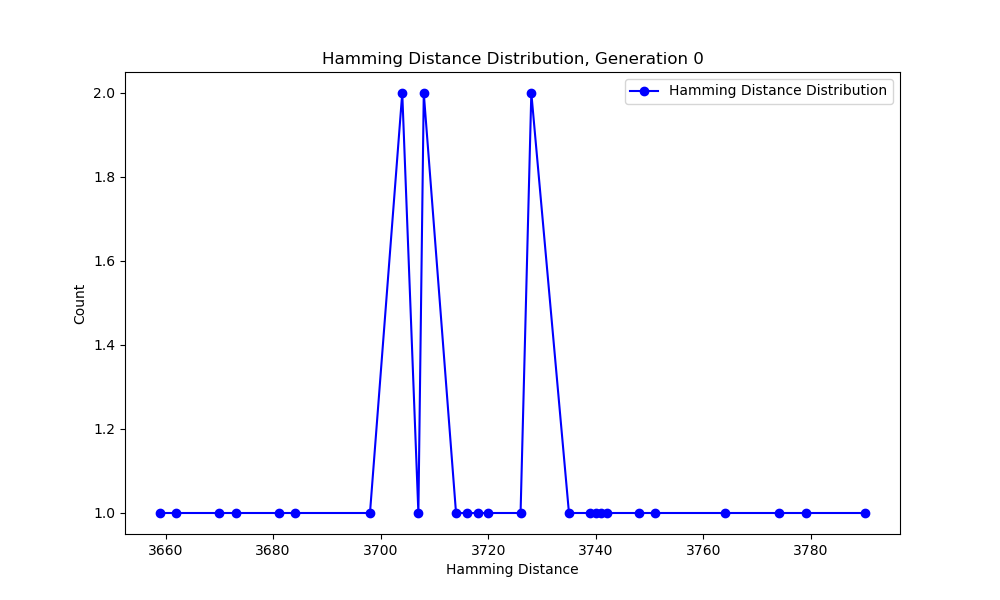 Hamming Distance Distribution, Generation 0
Hamming Distance Distribution
2.0
1.8
1.6
1.4
1.2
1.0
Count
3660 3680 3700 3720 3740 3760 3780
Hamming Distance